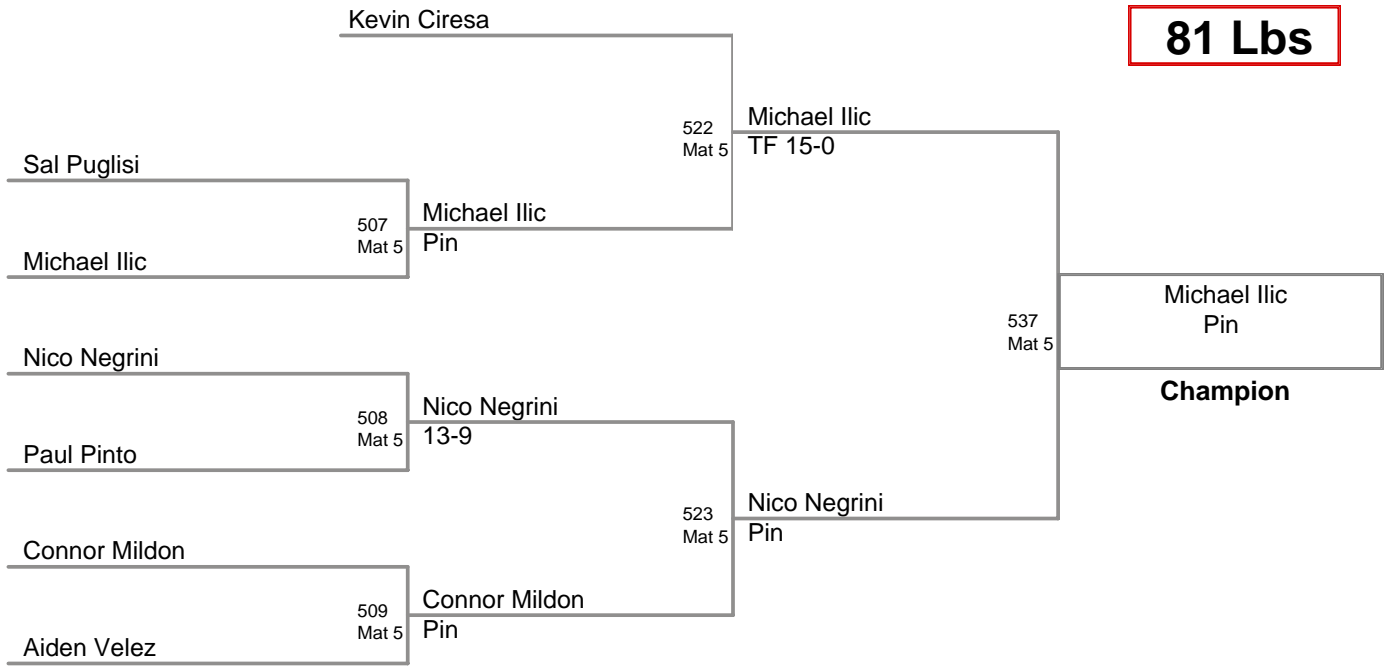 Kevin Ciresa
81 Lbs
522
Mat 5
Michael Ilic
TF 15-0
Sal Puglisi
507
Mat 5
Michael Ilic
Pin
Michael Ilic
Michael Ilic
Pin
537
Mat 5
Champion
Nico Negrini
508
Mat 5
Nico Negrini
13-9
Paul Pinto
523
Mat 5
Nico Negrini
Pin
Connor Mildon
509
Mat 5
Connor Mildon
Pin
Aiden Velez